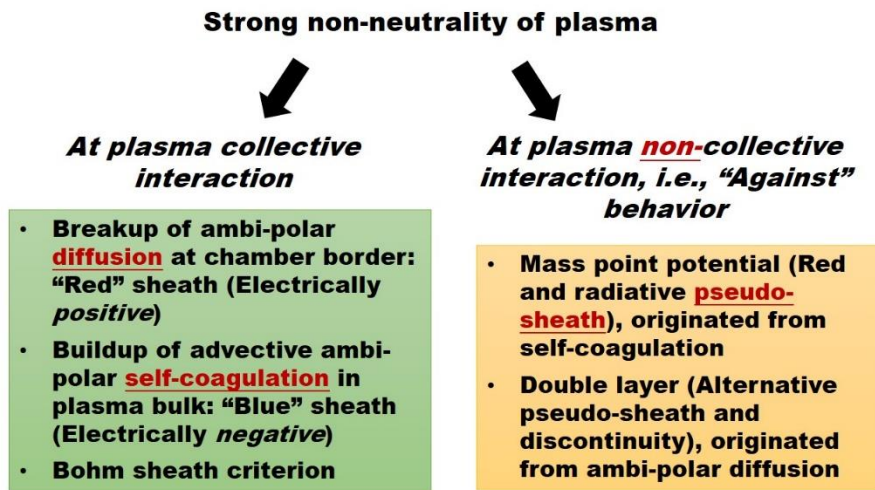 Strong non-neutrality of plasma
At plasma collective
interaction
• Breakup of ambi-polar
diffusion at chamber border:
“Red” sheath (Electrically
positive)
• Buildup of advective ambi-
polar self-coagulation in
plasma bulk: “Blue” sheath
(Electrically negative)
• Bohm sheath criterion
At plasma non-collective
interaction, i.e., “Against”
behavior
• Mass point potential (Red
and radiative pseudo-
sheath), originated from
self-coagulation
• Double layer (Alternative
pseudo-sheath and
discontinuity), originated
from ambi-polar diffusion